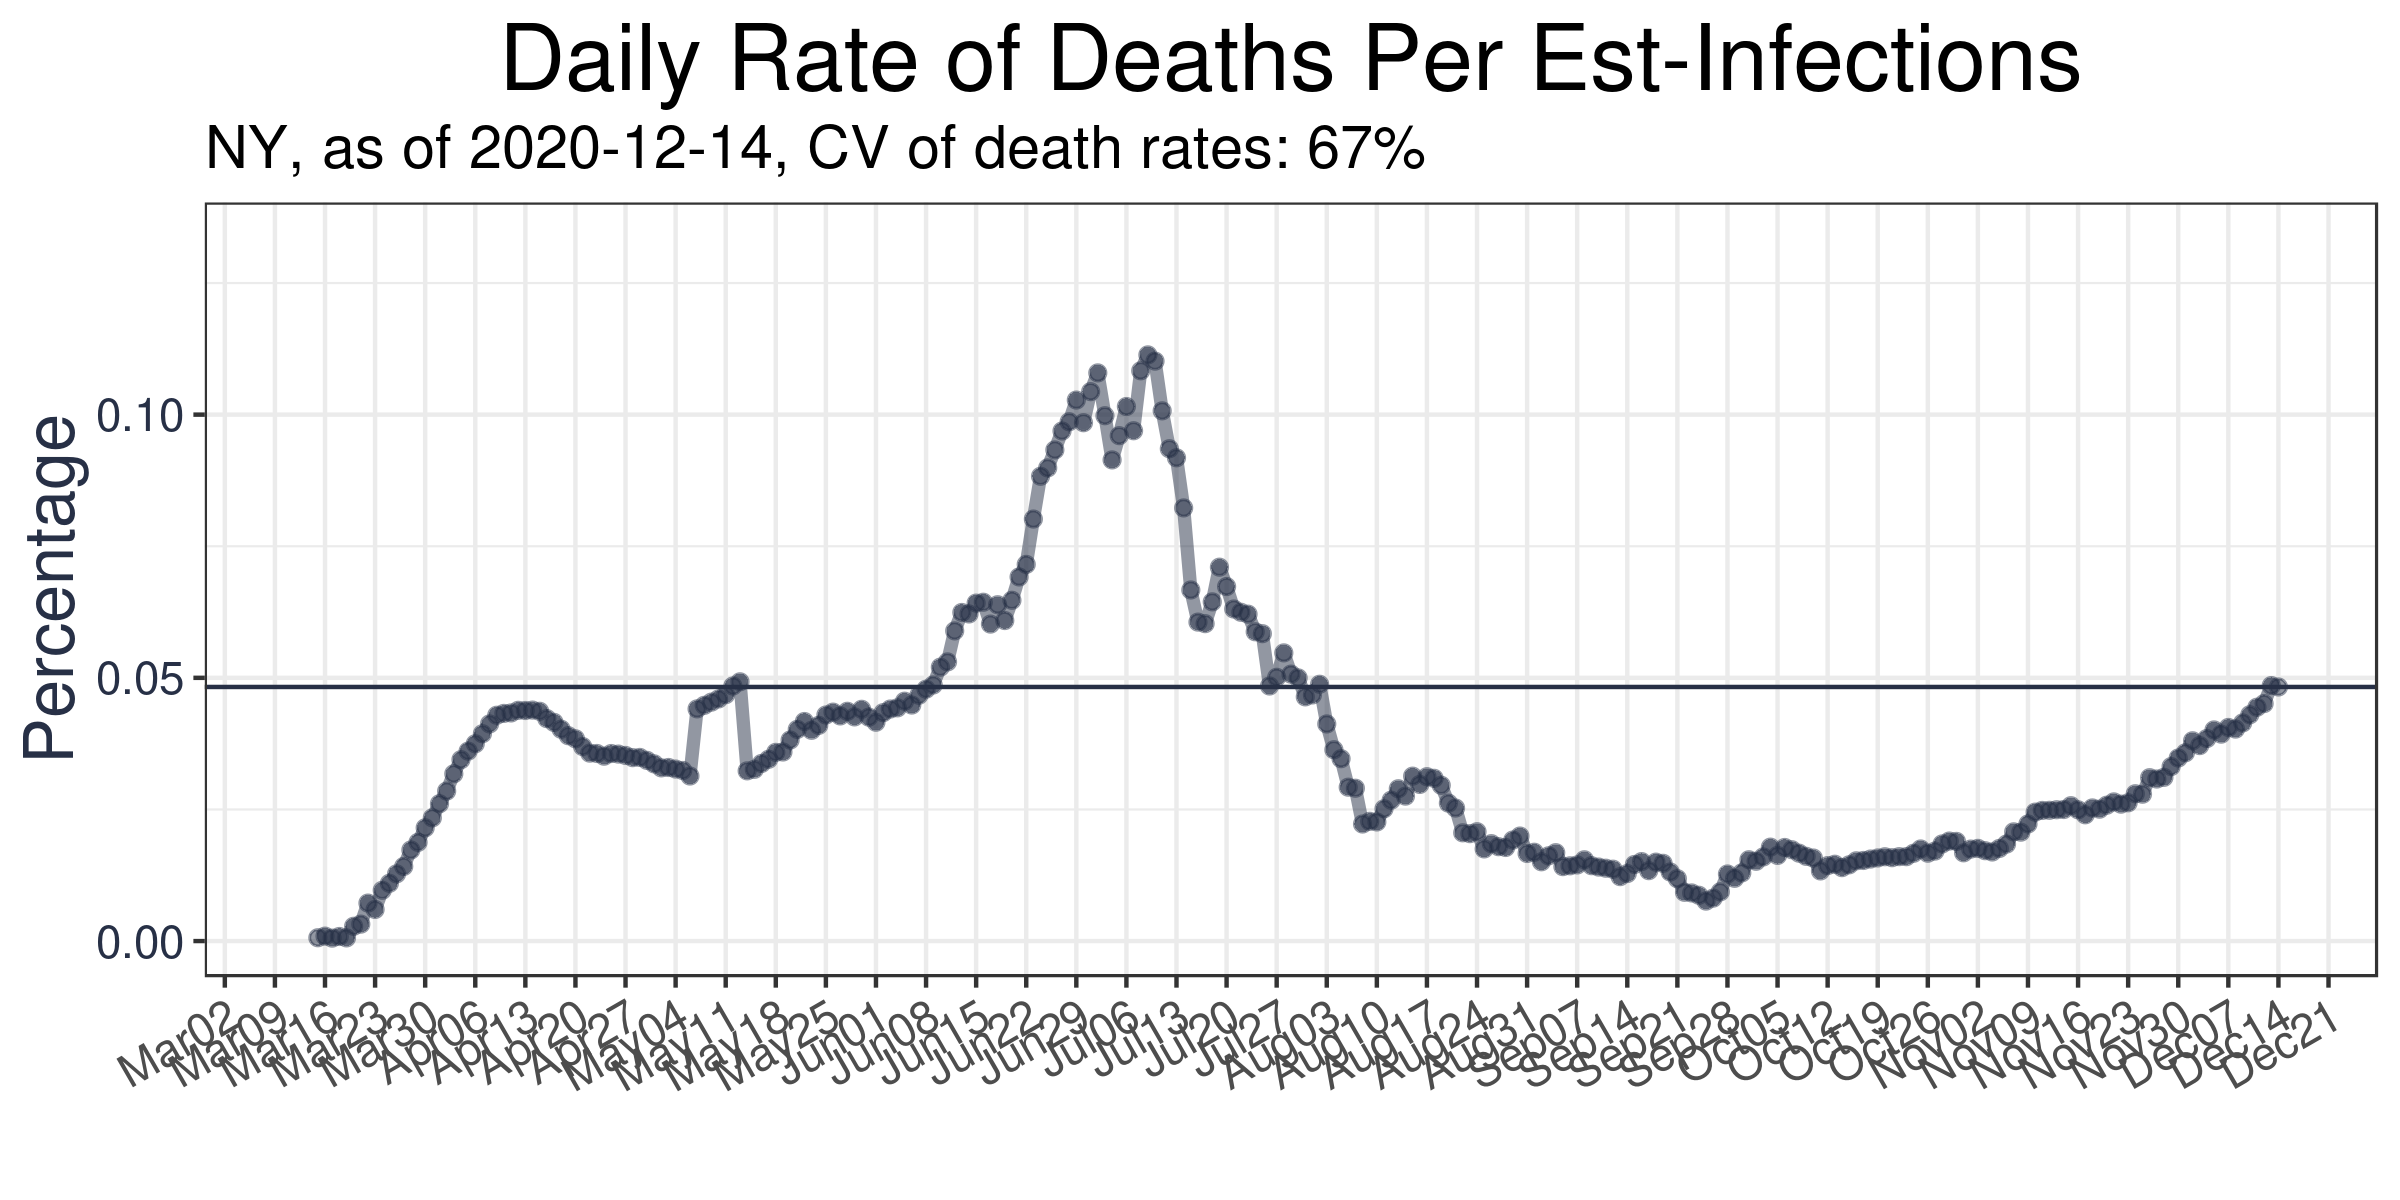 Daily Rate of Deaths Per Est-Infections
NY, as of 2020-12-14, CV of death rates: 67%
Percentage
0.10
0.05
0.00
Mar02
Mar09
Mar16
Mar23
Mar30
Apr06
Apr13
Apr20
Apr27
May04
May11
May18
May25
Jun01
Jun08
Jun15
Jun22
Jun29
Jul06
Jul13
Jul20
Jul27
Aug03
Aug10
Aug17
Aug24
Aug31
Sep07
Sep14
Sep21
Sep28
Oct05
Oct12
Oct19
Oct26
Nov02
Nov09
Nov16
Nov23
Nov30
Dec07
Dec14
Dec21